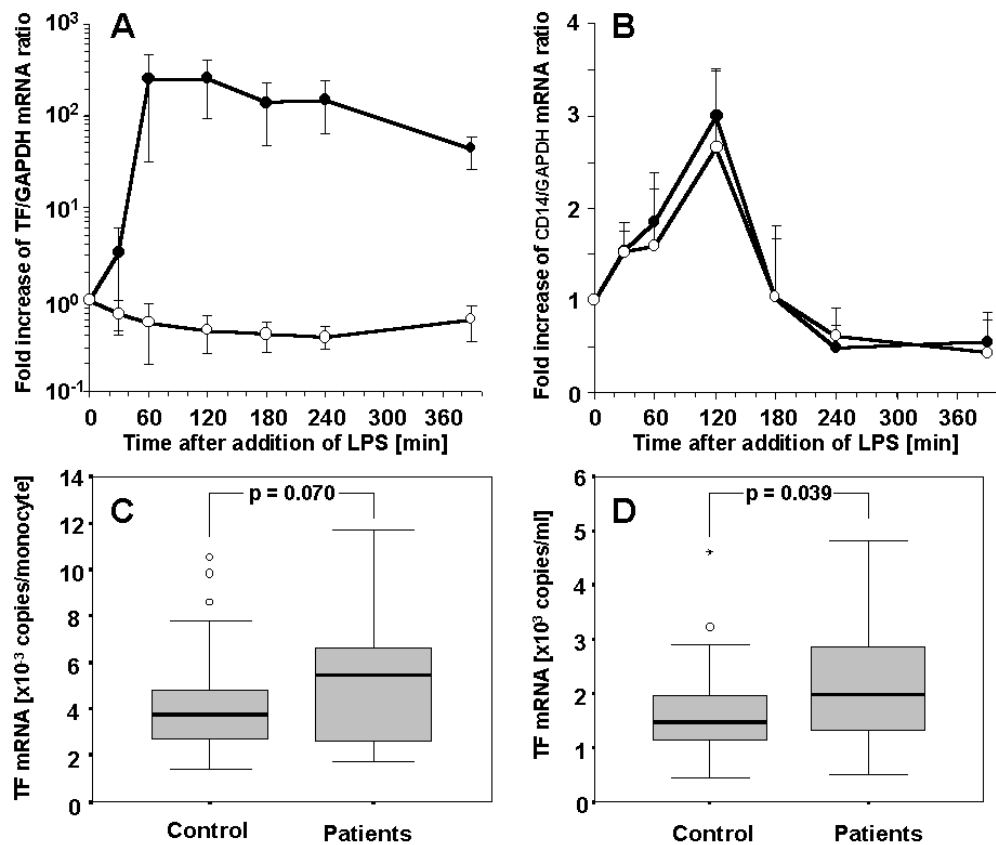 A
Fold increase of TF/GAPDH mRNA ratio
10³
10²
10¹
10⁰
10⁻¹
0 60 120 180 240 300 360
Time after addition of LPS [min]
B
Fold increase of CD14/GAPDH mRNA ratio
4
3
2
1
0
0 60 120 180 240 300 360
Time after addition of LPS [min]
C
p = 0.070
TF mRNA [x10⁻³ copies/monocyte]
14
12
10
8
6
4
2
0
Control Patients
D
p = 0.039
TF mRNA [x10³ copies/ml]
6
5
4
3
2
1
0
Control Patients